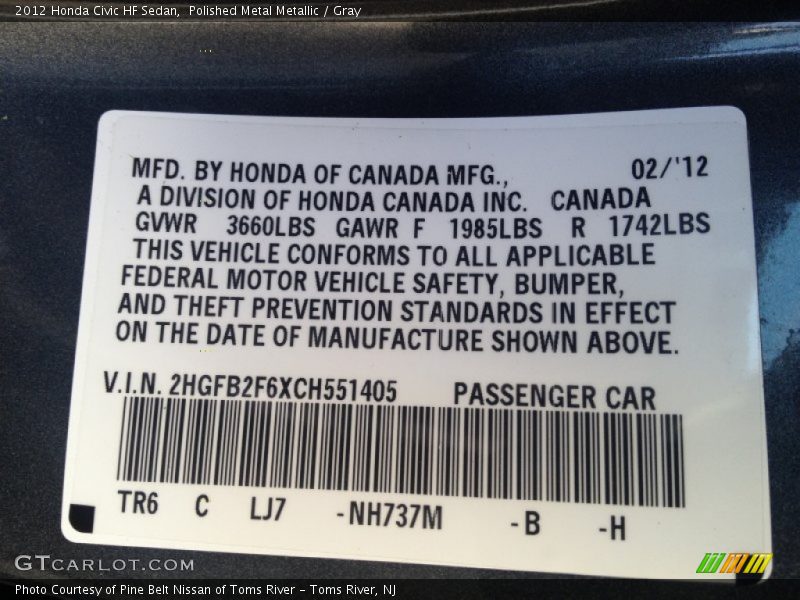 2012 Honda Civic HF Sedan,  Polished Metal Metallic / Gray
MFD. BY HONDA OF CANADA MFG., 02/'12
A DIVISION OF HONDA CANADA INC. CANADA
GVWR 3660LBS GAWR F 1985LBS R 1742LBS
THIS VEHICLE CONFORMS TO ALL APPLICABLE
FEDERAL MOTOR VEHICLE SAFETY, BUMPER,
AND THEFT PREVENTION STANDARDS IN EFFECT
ON THE DATE OF MANUFACTURE SHOWN ABOVE.
V.I.N. 2HGFB2F6XCH551405 PASSENGER CAR
TR6 C LJ7 -NH737M -B -H
GTCARLOT.COM
Photo Courtesy of Pine Belt Nissan of Toms River – Toms River, NJ